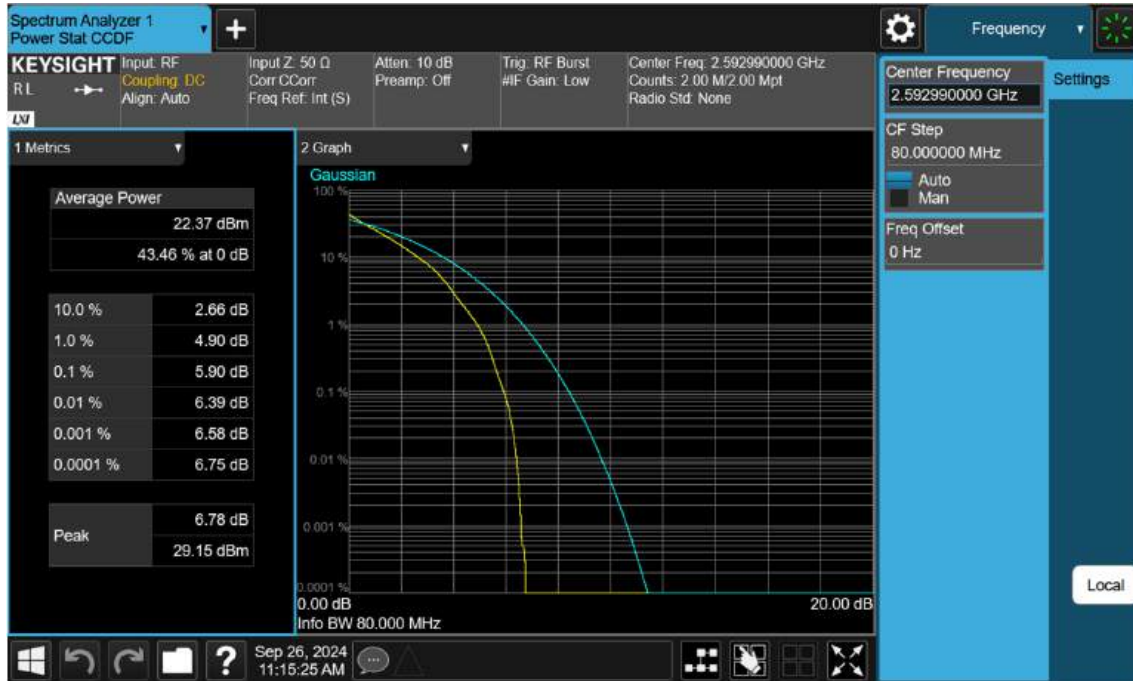 Spectrum Analyzer 1
Power Stat CCDF
+
Frequency
KEYSIGHT
RL
LXI
Input: RF
Coupling: DC
Align: Auto
Input Z: 50 Ω
Corr CCorr
Freq Ref: Int (S)
Atten: 10 dB
Preamp: Off
Trig: RF Burst
#IF Gain: Low
Center Freq: 2.592990000 GHz
Counts: 2.00 M/2.00 Mpt
Radio Std: None
Center Frequency
2.592990000 GHz
Settings
CF Step
80.000000 MHz
Auto
Man
Freq Offset
0 Hz
1 Metrics
Average Power
22.37 dBm
43.46 % at 0 dB
10.0 % 2.66 dB
1.0 % 4.90 dB
0.1 % 5.90 dB
0.01 % 6.39 dB
0.001 % 6.58 dB
0.0001 % 6.75 dB
Peak
6.78 dB
29.15 dBm
2 Graph
Gaussian
100 %
10 %
1 %
0.1 %
0.01 %
0.001 %
0.0001 %
0.00 dB
20.00 dB
Info BW 80.000 MHz
Local
?
Sep 26, 2024
11:15:25 AM